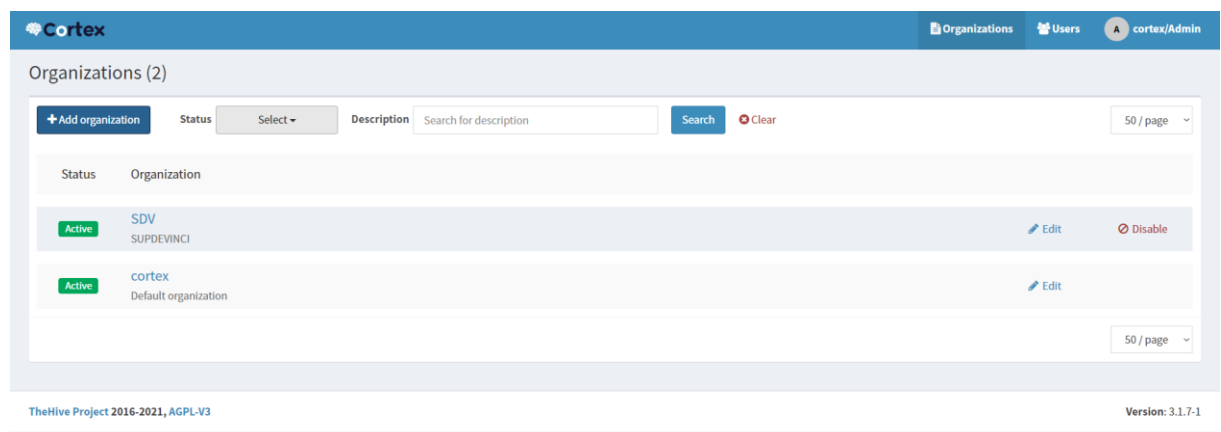 Cortex Organizations Users A cortex/Admin
Organizations (2)
Add organization Status Select Description Search for description Search Clear 50 / page
Status Organization
Active SDV Edit Disable
SUPDEVINCI
Active cortex Edit
Default organization
50 / page
TheHive Project 2016-2021, AGPL-V3 Version: 3.1.7-1